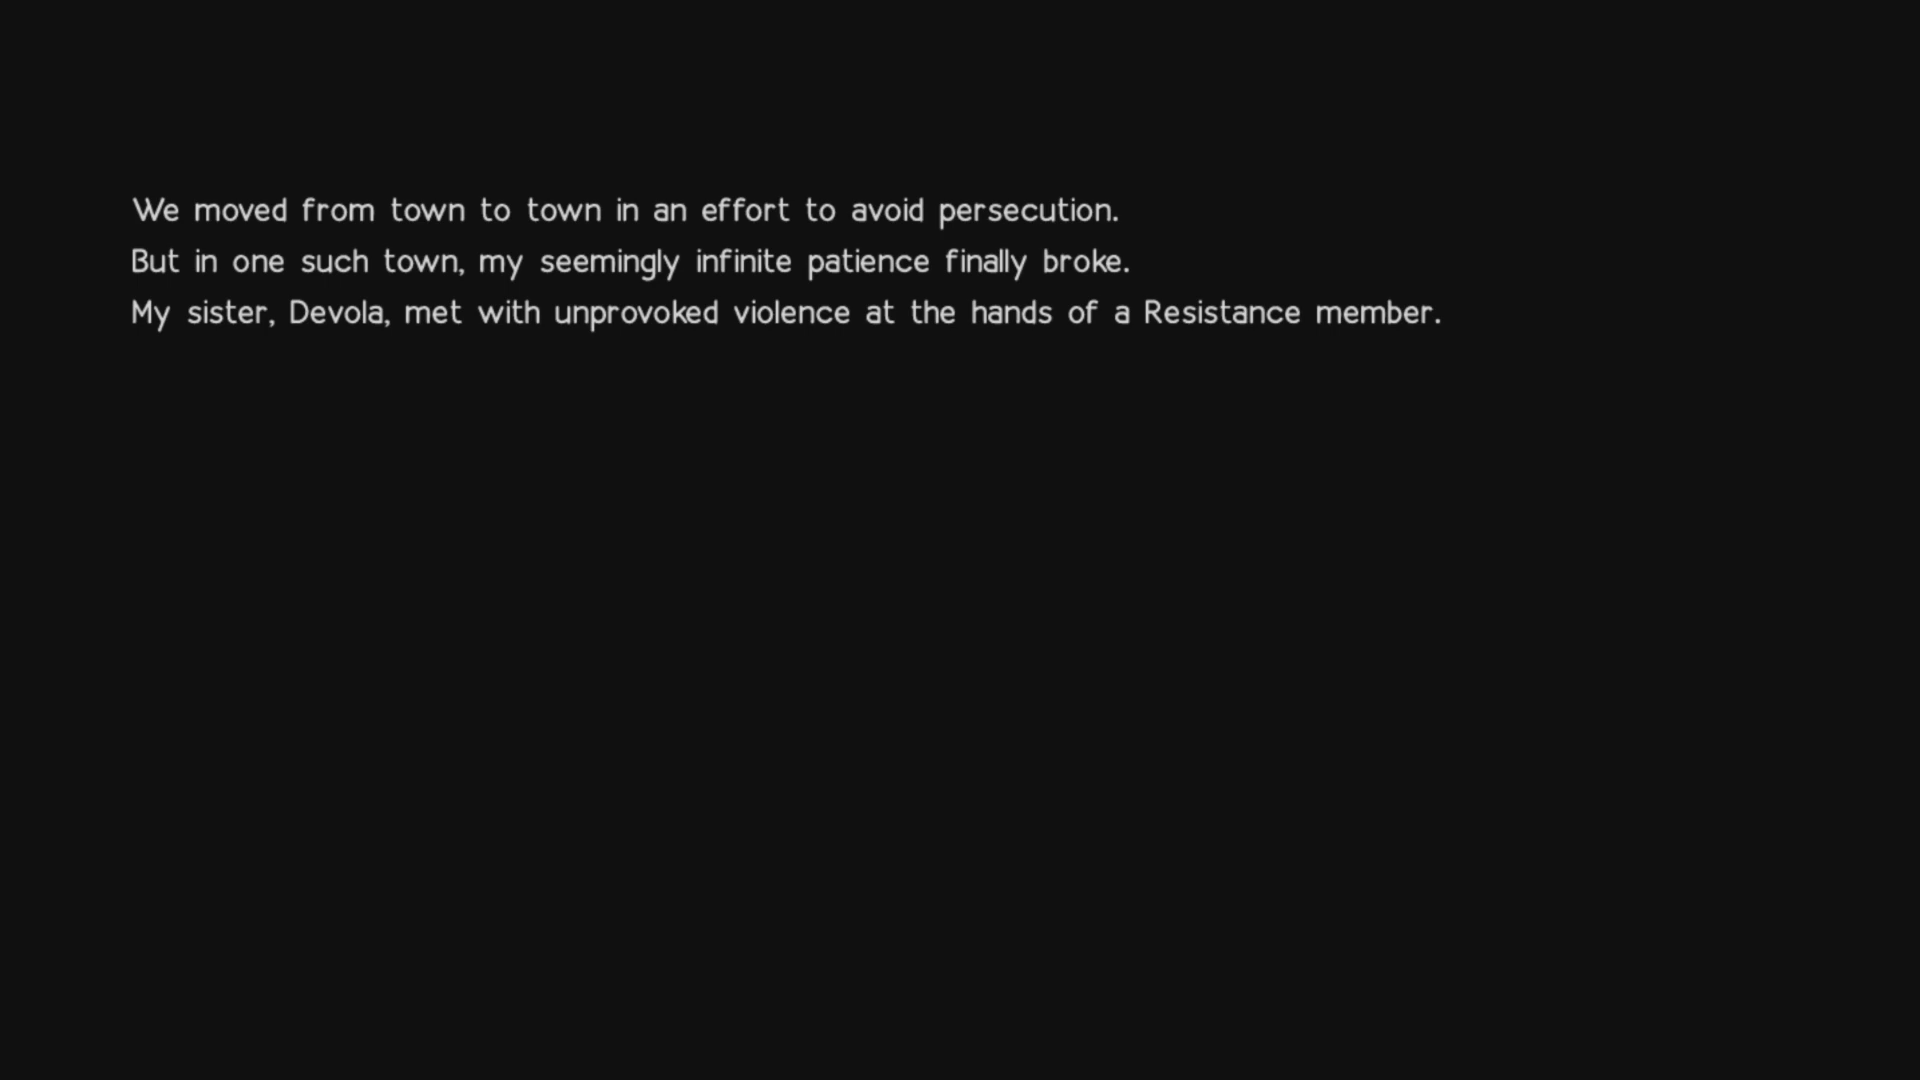 We moved from town to town in an effort to avoid persecution.
But in one such town, my seemingly infinite patience finally broke.
My sister, Devola, met with unprovoked violence at the hands of a Resistance member.